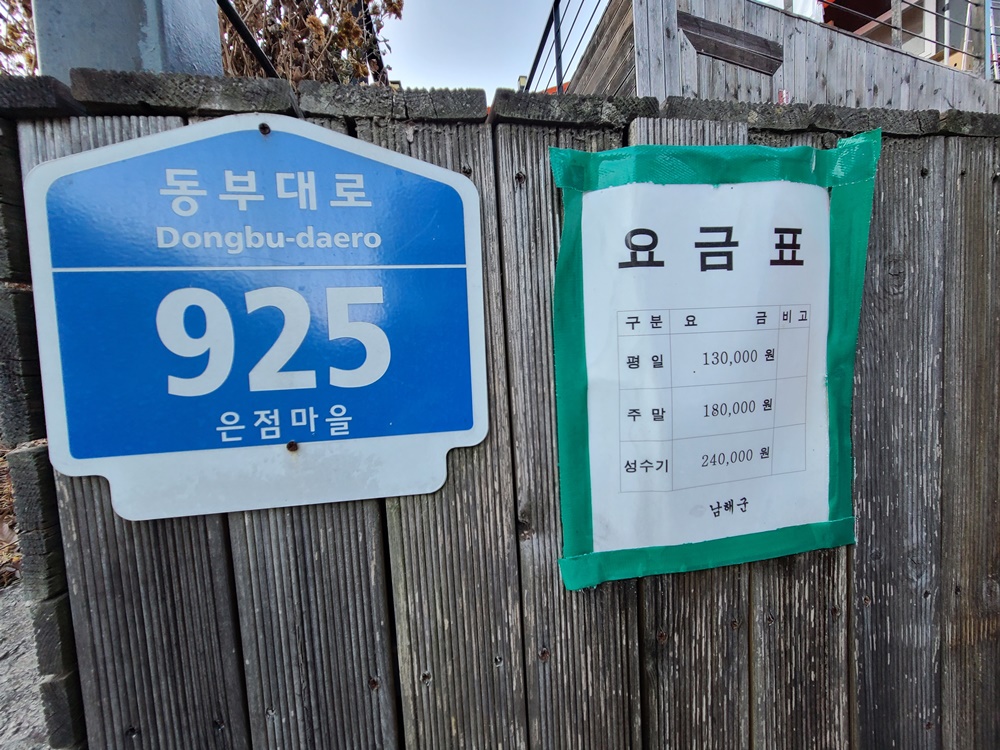 동부대로
Dongbu-daero
925
은점마을
요 금 표
구 분 요 금 비 고
평 일 130,000 원
주 말 180,000 원
성수기 240,000 원
남해군